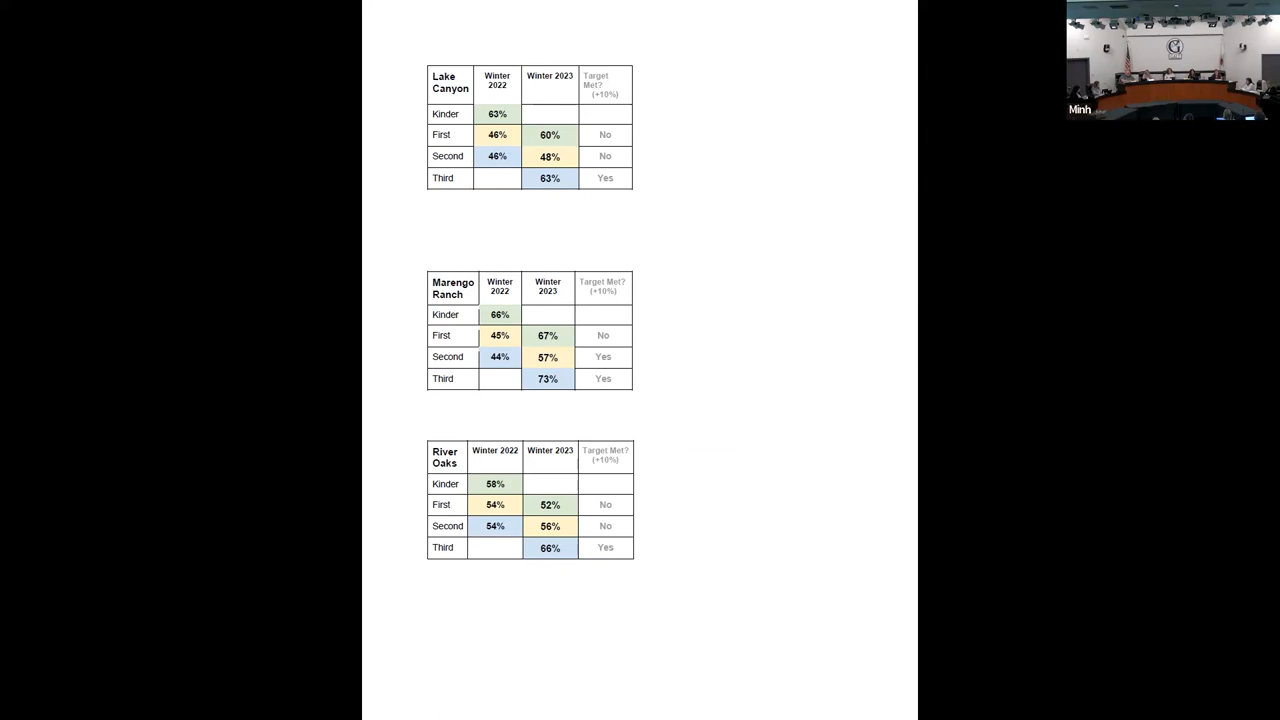 Lake Canyon Winter 2022 Winter 2023 Target Met? (+10%)
Kinder 63%
First 46% 60% No
Second 46% 48% No
Third 63% Yes
Marengo Ranch Winter 2022 Winter 2023 Target Met? (+10%)
Kinder 66%
First 45% 67% No
Second 44% 57% Yes
Third 73% Yes
River Oaks Winter 2022 Winter 2023 Target Met? (+10%)
Kinder 58%
First 54% 52% No
Second 54% 56% No
Third 66% Yes
Minh